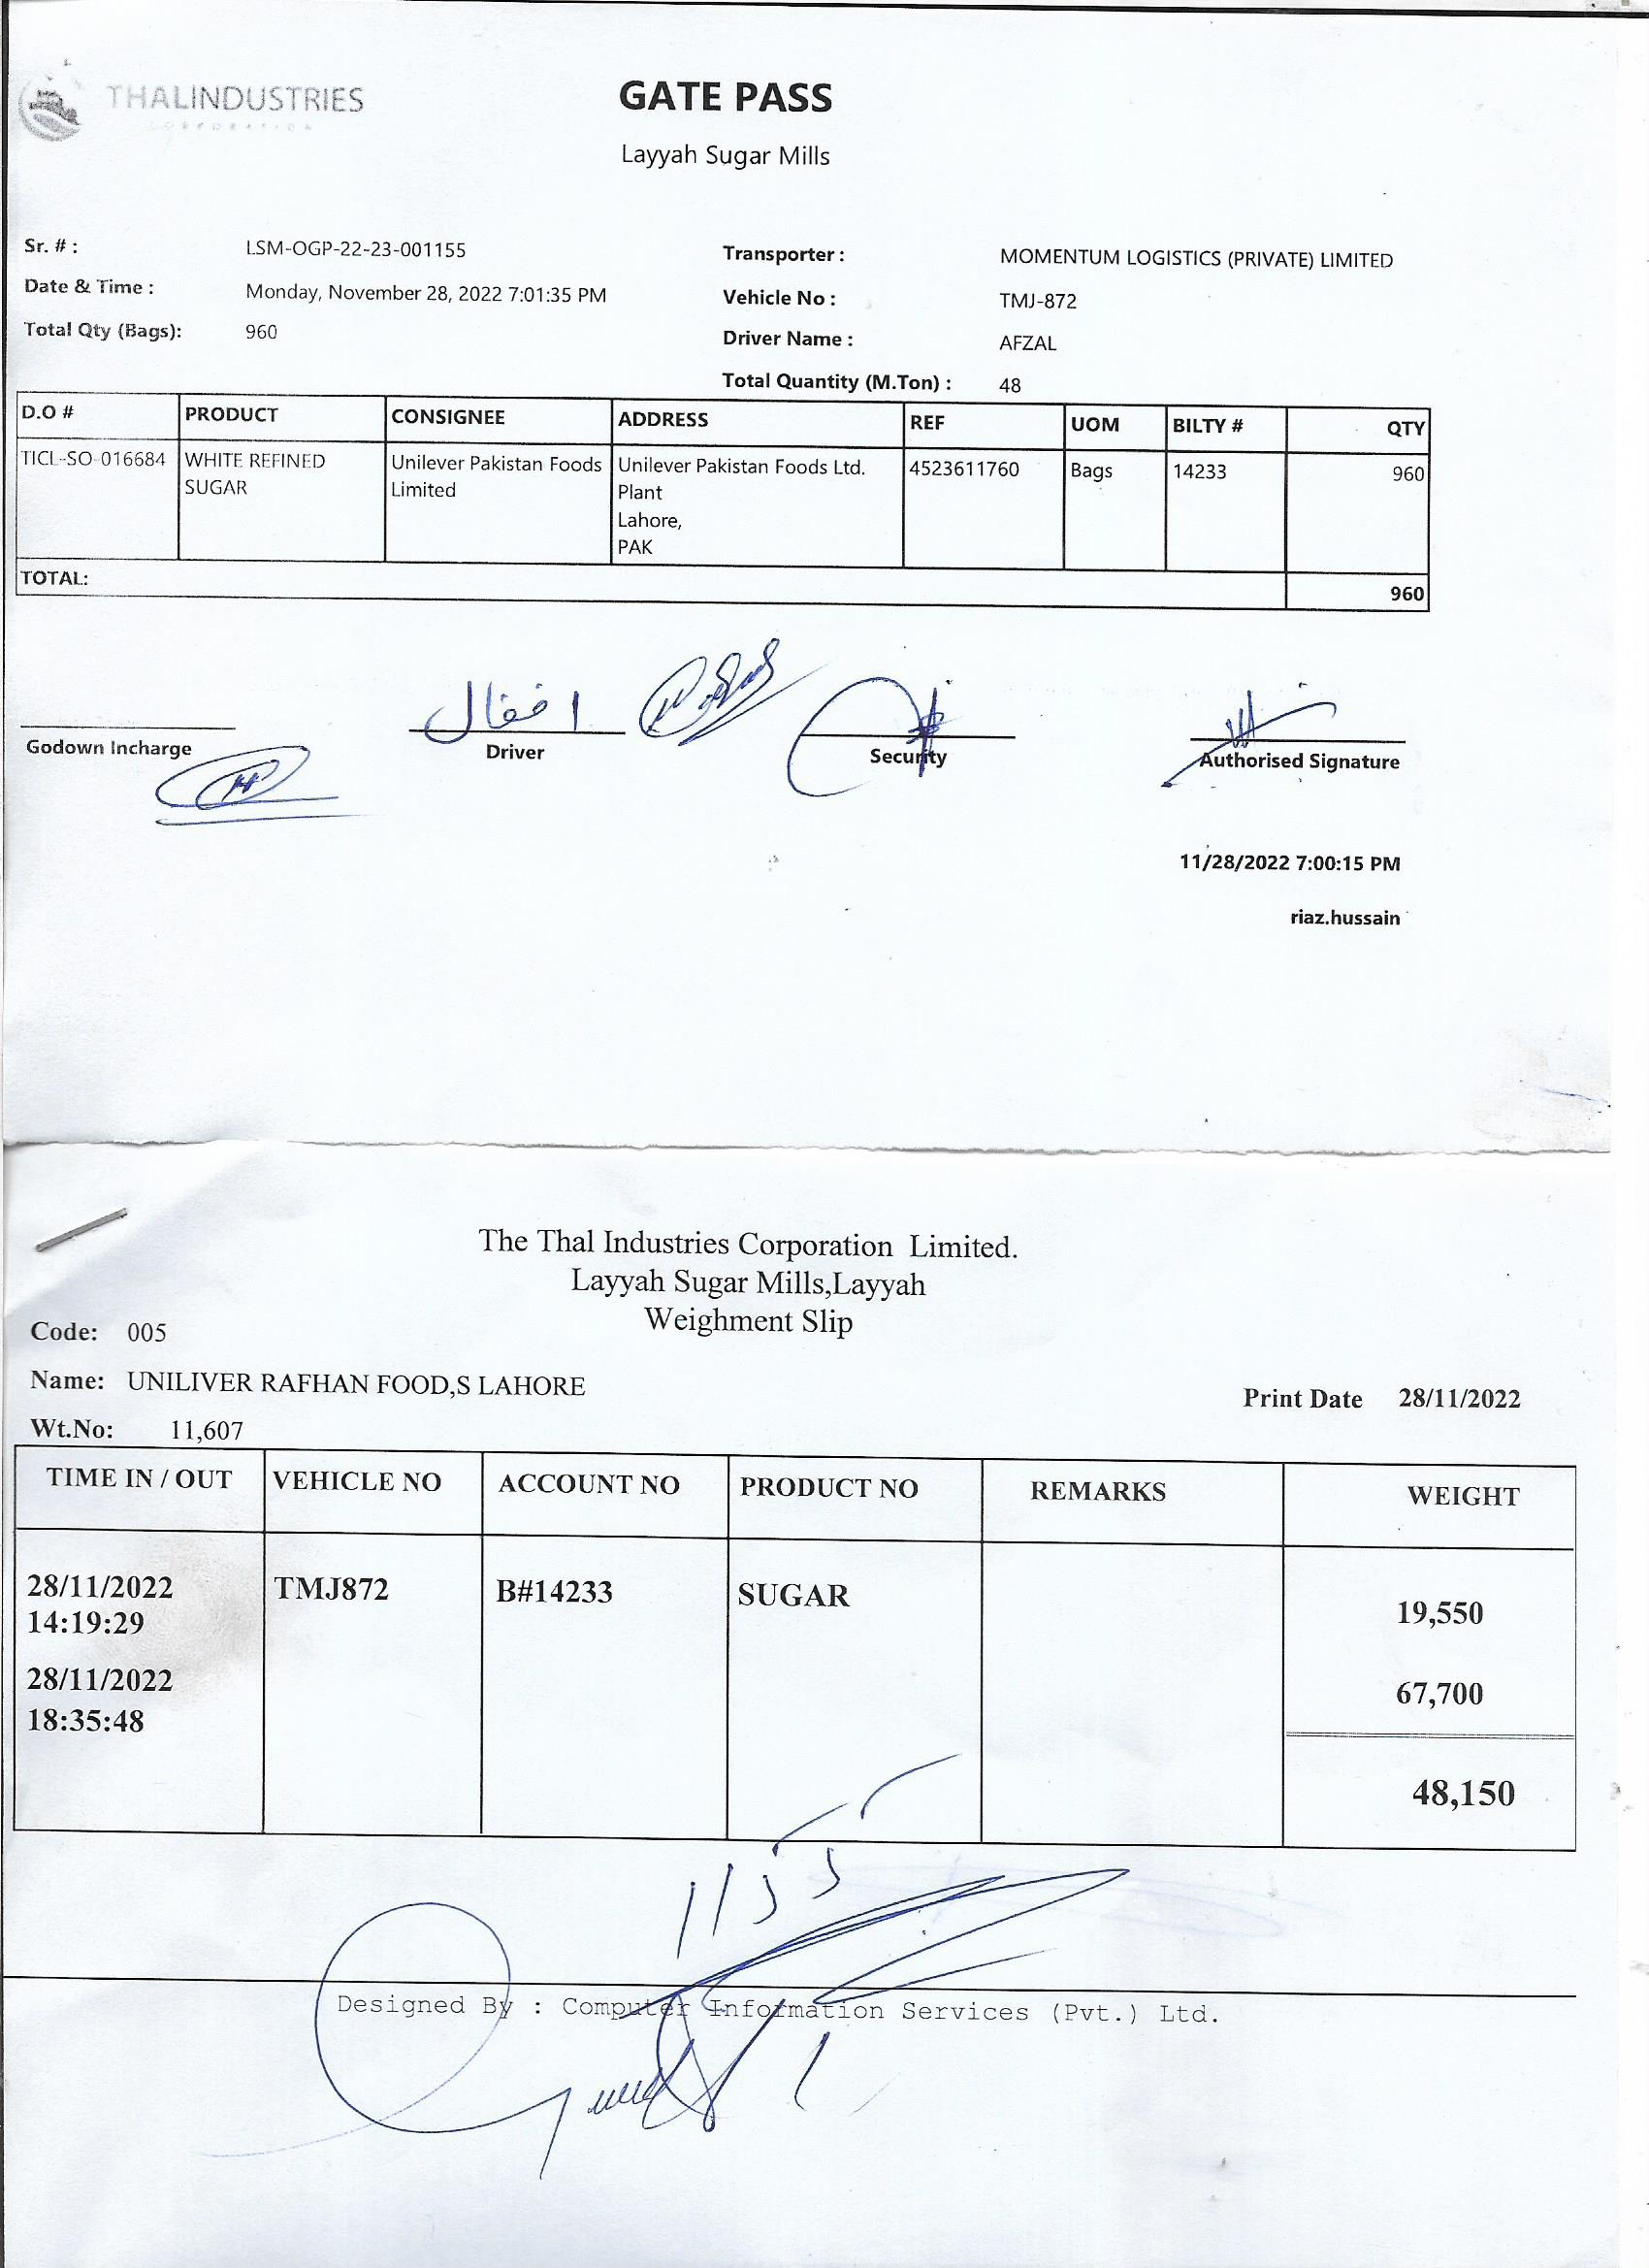 THALINDUSTRIES
CORPORATION
GATE PASS
Layyah Sugar Mills
Sr. # : LSM-OGP-22-23-001155
Date & Time : Monday, November 28, 2022 7:01:35 PM
Total Qty (Bags): 960
Transporter : MOMENTUM LOGISTICS (PRIVATE) LIMITED
Vehicle No : TMJ-872
Driver Name : AFZAL
Total Quantity (M.Ton) : 48
D.O # PRODUCT CONSIGNEE ADDRESS REF UOM BILTY # QTY
TICL-SO-016684 WHITE REFINED Unilever Pakistan Foods Unilever Pakistan Foods Ltd. 4523611760 Bags 14233 960
SUGAR Limited Plant
Lahore,
PAK
TOTAL: 960
Godown Incharge Driver Security Authorised Signature
11/28/2022 7:00:15 PM
riaz.hussain
The Thal Industries Corporation Limited.
Layyah Sugar Mills,Layyah
Weighment Slip
Code: 005
Name: UNILIVER RAFHAN FOOD,S LAHORE
Print Date 28/11/2022
Wt.No: 11,607
TIME IN / OUT VEHICLE NO ACCOUNT NO PRODUCT NO REMARKS WEIGHT
28/11/2022 TMJ872 B#14233 SUGAR 19,550
14:19:29
28/11/2022 67,700
18:35:48
48,150
Designed By : Computer Information Services (Pvt.) Ltd.